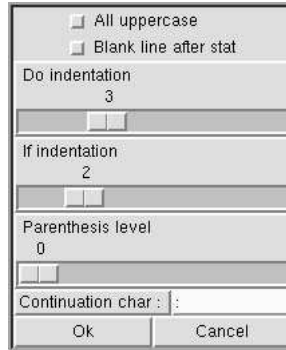 All uppercase
Blank line after stat
Do indentation
3
If indentation
2
Parenthesis level
0
Continuation char : :
Ok Cancel